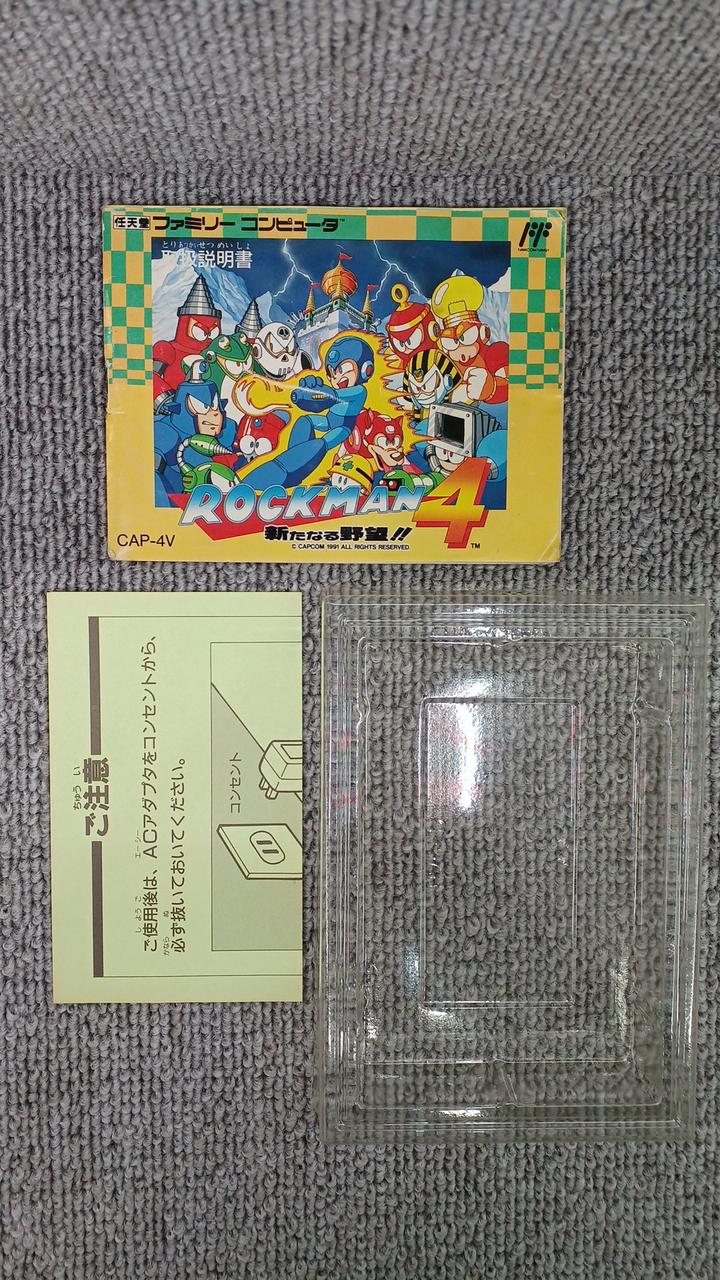 任天堂 ファミリー コンピュータ™
とりあつかいせつめいしょ
取扱説明書
ROCKMAN 4™
新たなる野望!!
© CAPCOM 1991 ALL RIGHTS RESERVED.
CAP-4V
ちゅうい
ご注意
しようご エーシー
ご使用後は、ACアダプタをコンセントから、
かなら ぬ
必ず抜いておいてください。
コンセント